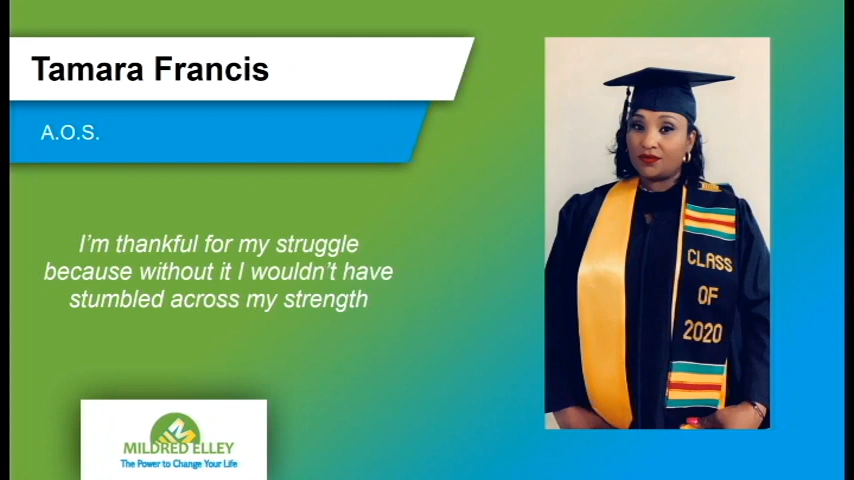 Tamara Francis
A.O.S.
I'm thankful for my struggle
because without it I wouldn't have
stumbled across my strength
CLASS
OF
2020
MILDRED ELLEY
The Power to Change Your Life